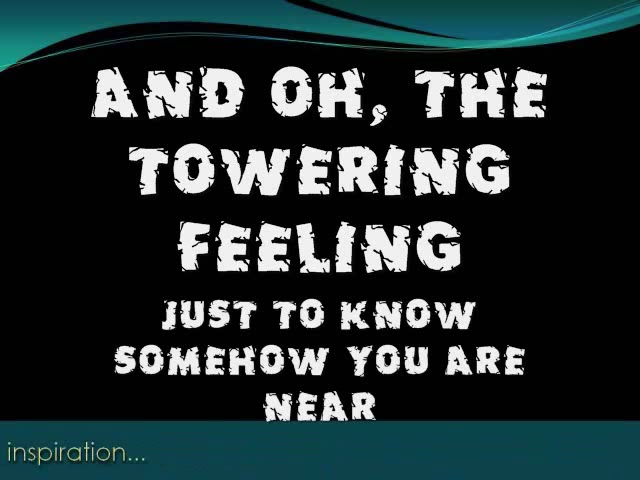 AND OH, THE
TOWERING
FEELING
JUST TO KNOW
SOMEHOW YOU ARE
NEAR
inspiration...